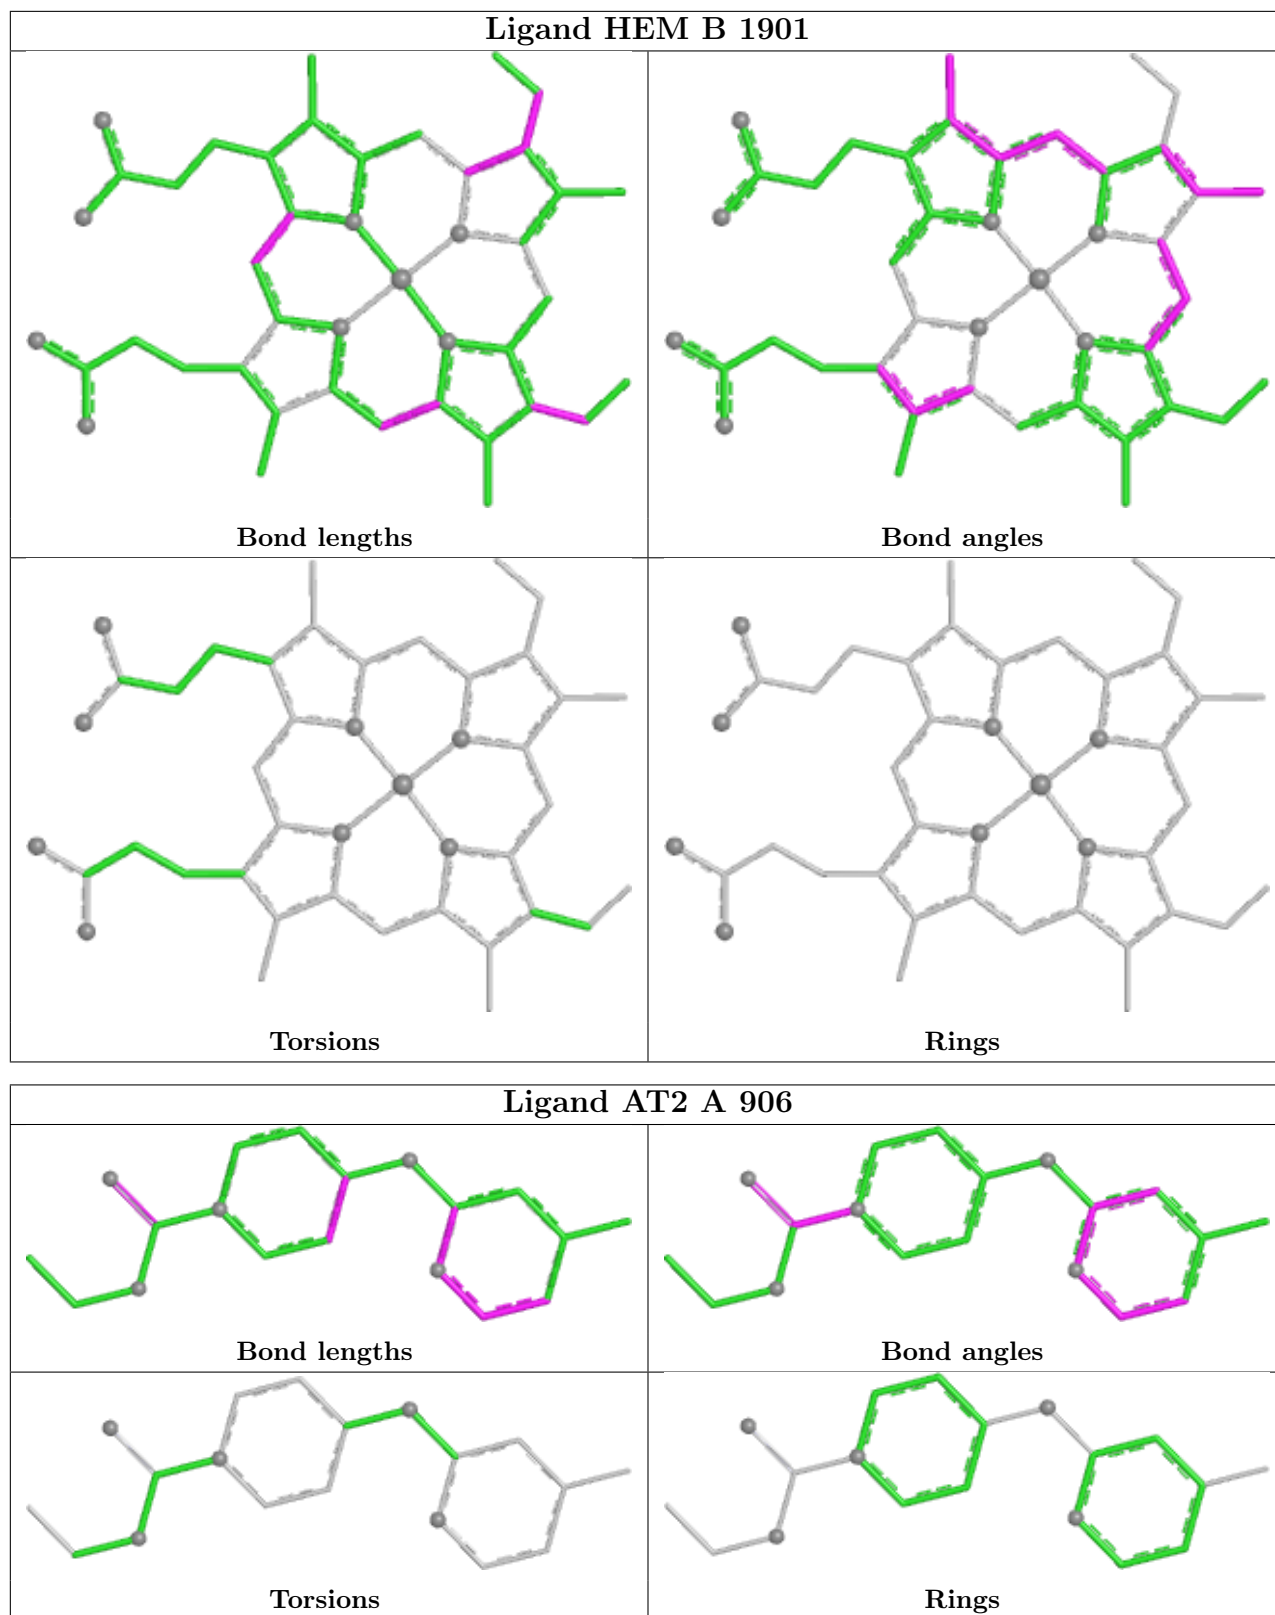 Ligand HEM B 1901
Bond lengths
Bond angles
Torsions
Rings
Ligand AT2 A 906
Bond lengths
Bond angles
Torsions
Rings